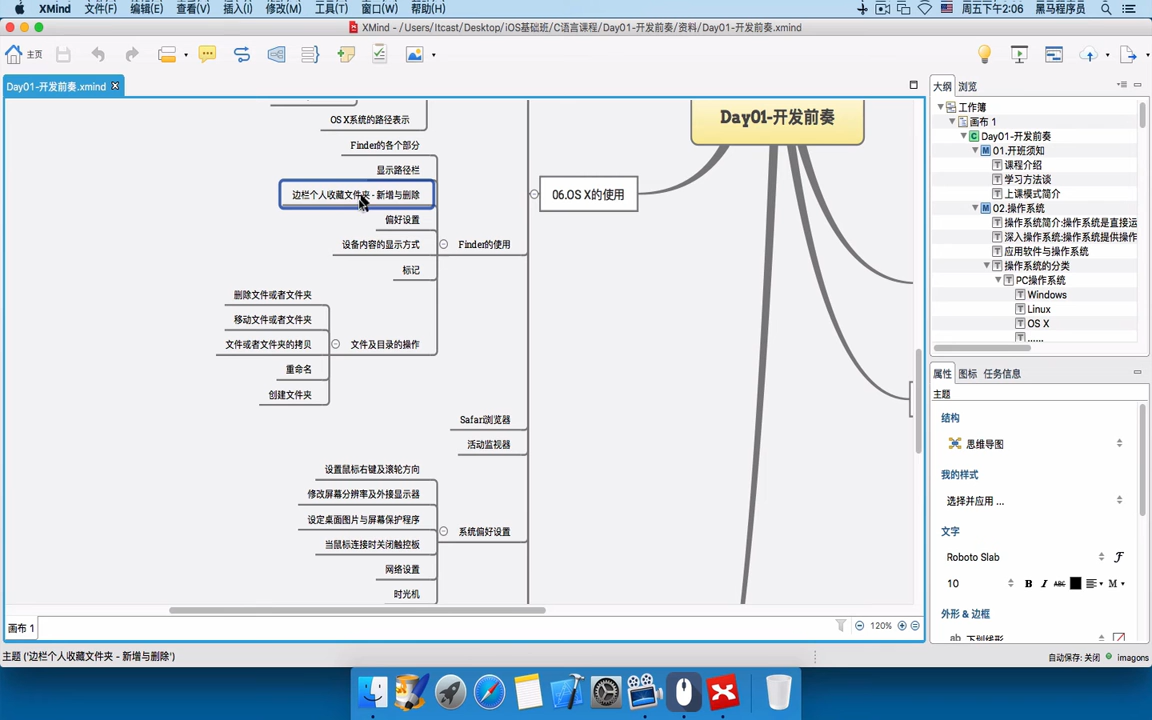 XMind 文件(F) 编辑(E) 查看(V) 插入(I) 修改(M) 工具(T) 窗口(W) 帮助(H) 周五下午2:06 黑马程序员
XMind - /Users/Itcast/Desktop/iOS基础班/C语言课程/Day01-开发前奏/资料/Day01-开发前奏.xmind
主页
Day01-开发前奏.xmind
OS X系统的路径表示
Finder的各个部分
显示路径栏
边栏个人收藏文件夹 - 新增与删除
偏好设置
设备内容的显示方式
Finder的使用
标记
删除文件或者文件夹
移动文件或者文件夹
文件或者文件夹的拷贝
文件及目录的操作
重命名
创建文件夹
Safari浏览器
活动监视器
设置鼠标右键及滚轮方向
修改屏幕分辨率及外接显示器
设定桌面图片与屏幕保护程序
系统偏好设置
当鼠标连接时关闭触控板
网络设置
时光机
06.OS X的使用
Day01-开发前奏
画布 1
120%
大纲 浏览
工作簿
画布 1
Day01-开发前奏
01.开班须知
课程介绍
学习方法谈
上课模式简介
02.操作系统
操作系统简介:操作系统是直接运
深入操作系统:操作系统提供操作
应用软件与操作系统
操作系统的分类
PC操作系统
Windows
Linux
OS X
......
属性 图标 任务信息
主题
结构
思维导图
我的样式
选择并应用 ...
文字
Roboto Slab
10 B I ABC M
外形 & 边框
主题 ('边栏个人收藏文件夹 - 新增与删除')
自动保存: 关闭 imagons